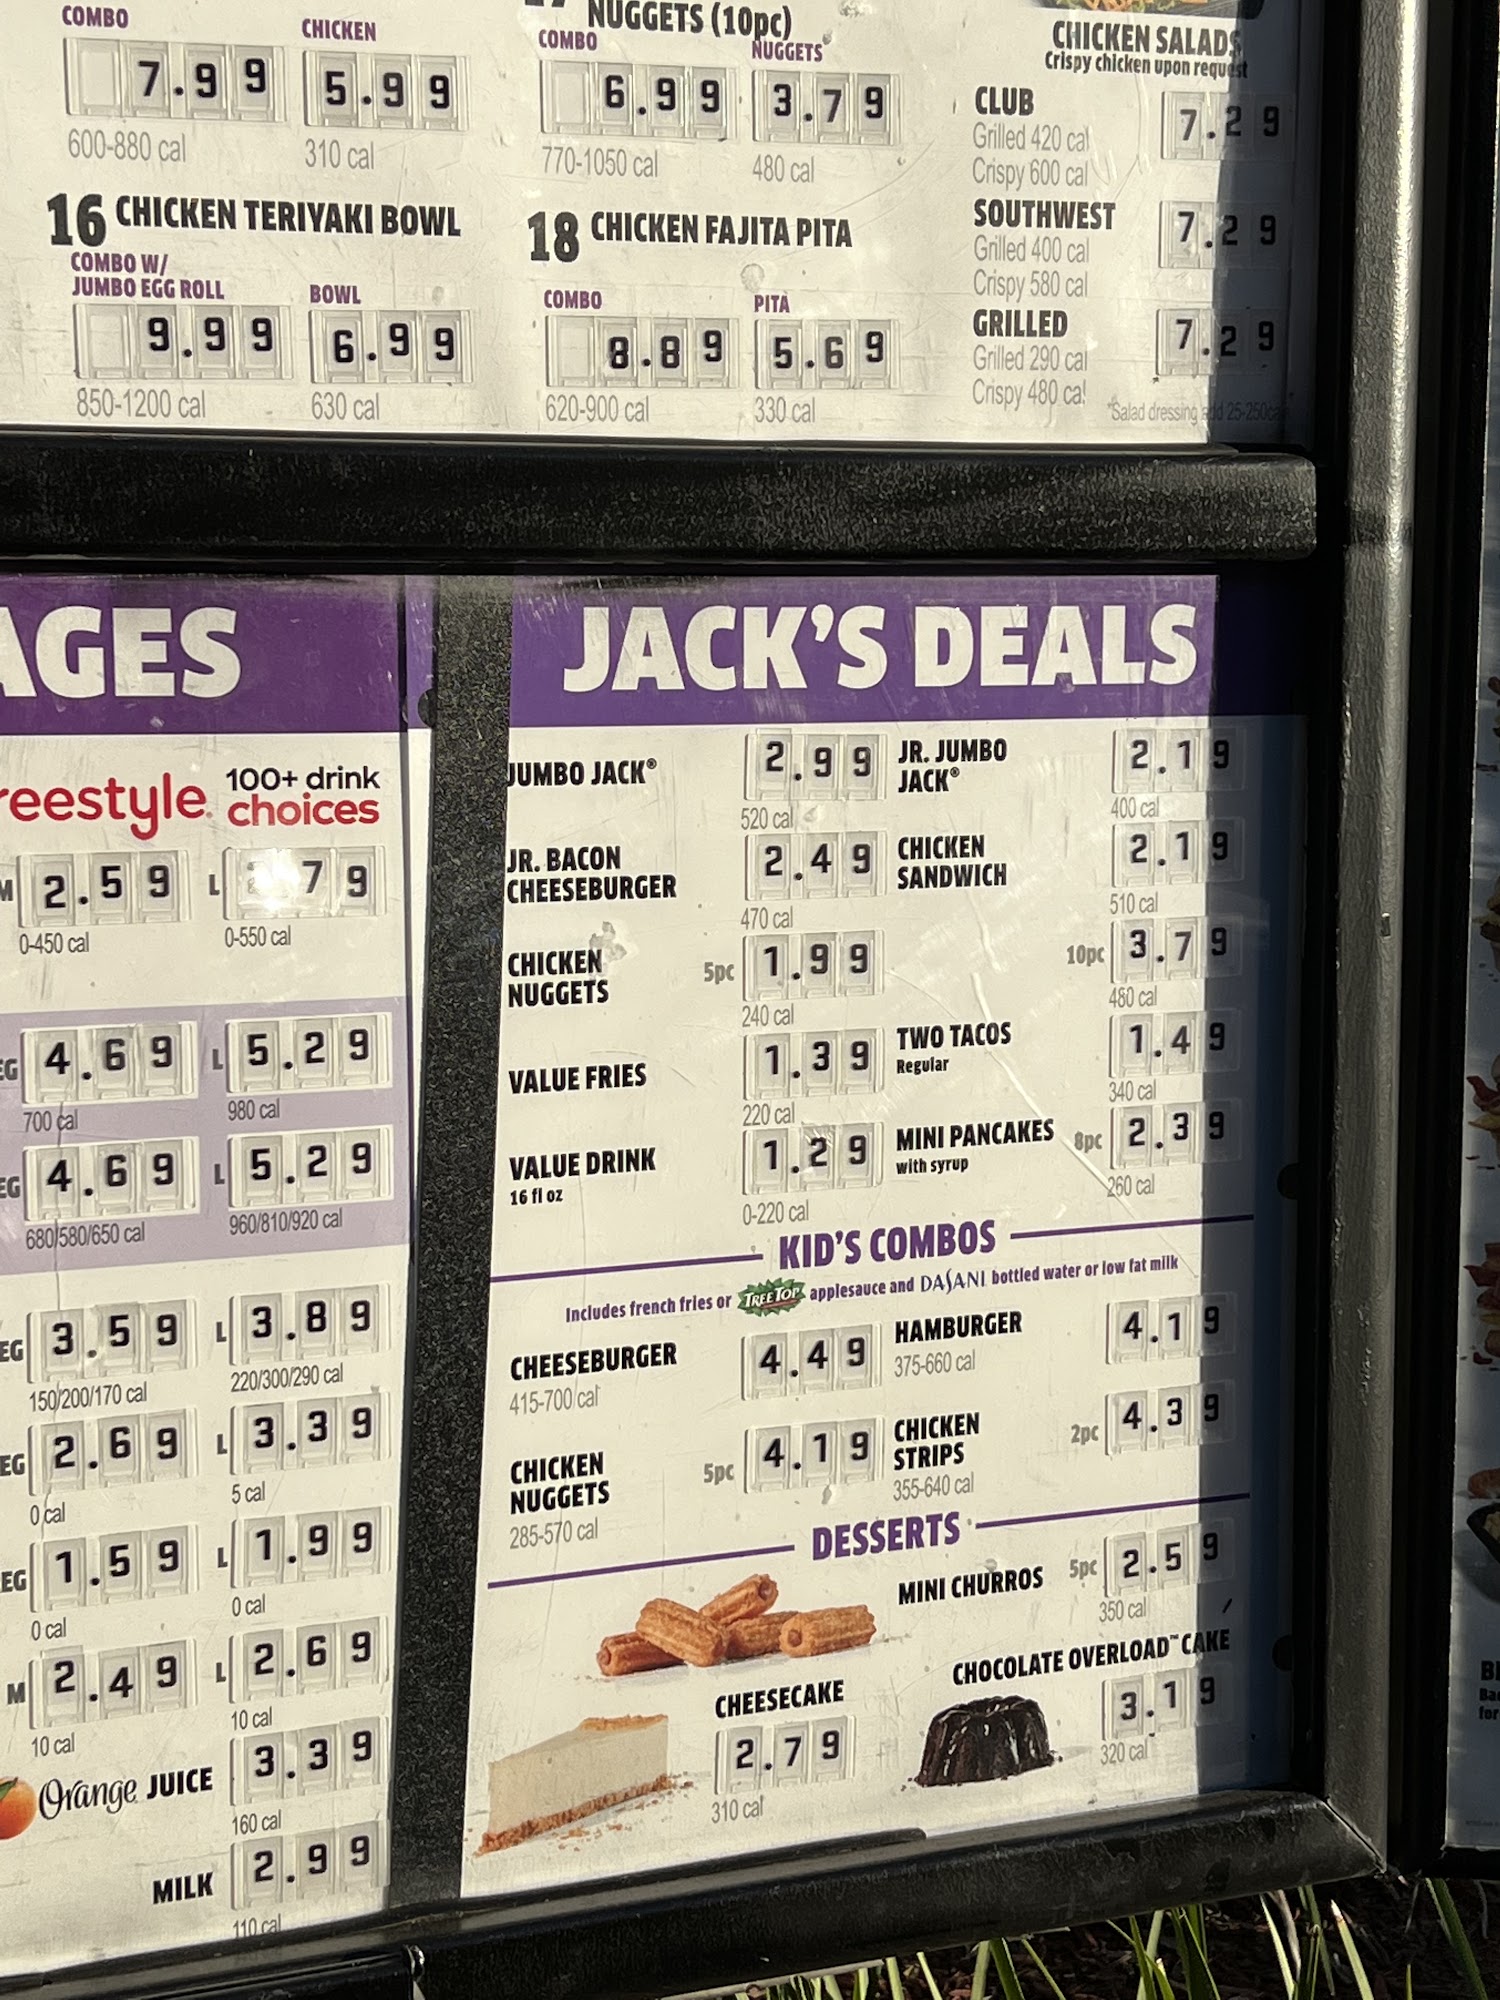 COMBO
CHICKEN
7.99
5.99
600-880 cal
310 cal
NUGGETS (10pc)
COMBO
NUGGETS
6.99
3.79
770-1050 cal
480 cal
CHICKEN SALADS
Crispy chicken upon request
CLUB
7.29
Grilled 420 cal
Crispy 600 cal
SOUTHWEST
7.29
Grilled 400 cal
Crispy 580 cal
GRILLED
7.29
Grilled 290 cal
Crispy 480 cal
*Salad dressing add 25-250cal
16 CHICKEN TERIYAKI BOWL
COMBO W/
JUMBO EGG ROLL
BOWL
9.99
6.99
850-1200 cal
630 cal
18 CHICKEN FAJITA PITA
COMBO
PITA
8.89
5.69
620-900 cal
330 cal
AGES
reestyle
100+ drink
choices
M 2.59
L 79
0-450 cal
0-550 cal
EG 4.69
L 5.29
700 cal
980 cal
EG 4.69
L 5.29
680/580/650 cal
960/810/920 cal
EG 3.59
L 3.89
150/200/170 cal
220/300/290 cal
EG 2.69
L 3.39
0 cal
5 cal
EG 1.59
L 1.99
0 cal
0 cal
M 2.49
L 2.69
10 cal
10 cal
Orange JUICE 3.39
160 cal
MILK 2.99
110 cal
JACK'S DEALS
JUMBO JACK® 2.99
520 cal
JR. JUMBO
JACK® 2.19
400 cal
JR. BACON
CHEESEBURGER 2.49
470 cal
CHICKEN
SANDWICH 2.19
510 cal
CHICKEN
NUGGETS 5pc 1.99
240 cal
10pc 3.79
480 cal
VALUE FRIES 1.39
220 cal
TWO TACOS
Regular 1.49
340 cal
VALUE DRINK
16 fl oz 1.29
0-220 cal
MINI PANCAKES
with syrup 8pc 2.39
260 cal
KID'S COMBOS
Includes french fries or TREE TOP applesauce and DASANI bottled water or low fat milk
CHEESEBURGER 4.49
415-700 cal
HAMBURGER 4.19
375-660 cal
CHICKEN
NUGGETS 5pc 4.19
285-570 cal
CHICKEN
STRIPS 2pc 4.39
355-640 cal
DESSERTS
MINI CHURROS 5pc 2.59
350 cal
CHEESECAKE
2.79
310 cal
CHOCOLATE OVERLOAD™ CAKE
3.19
320 cal